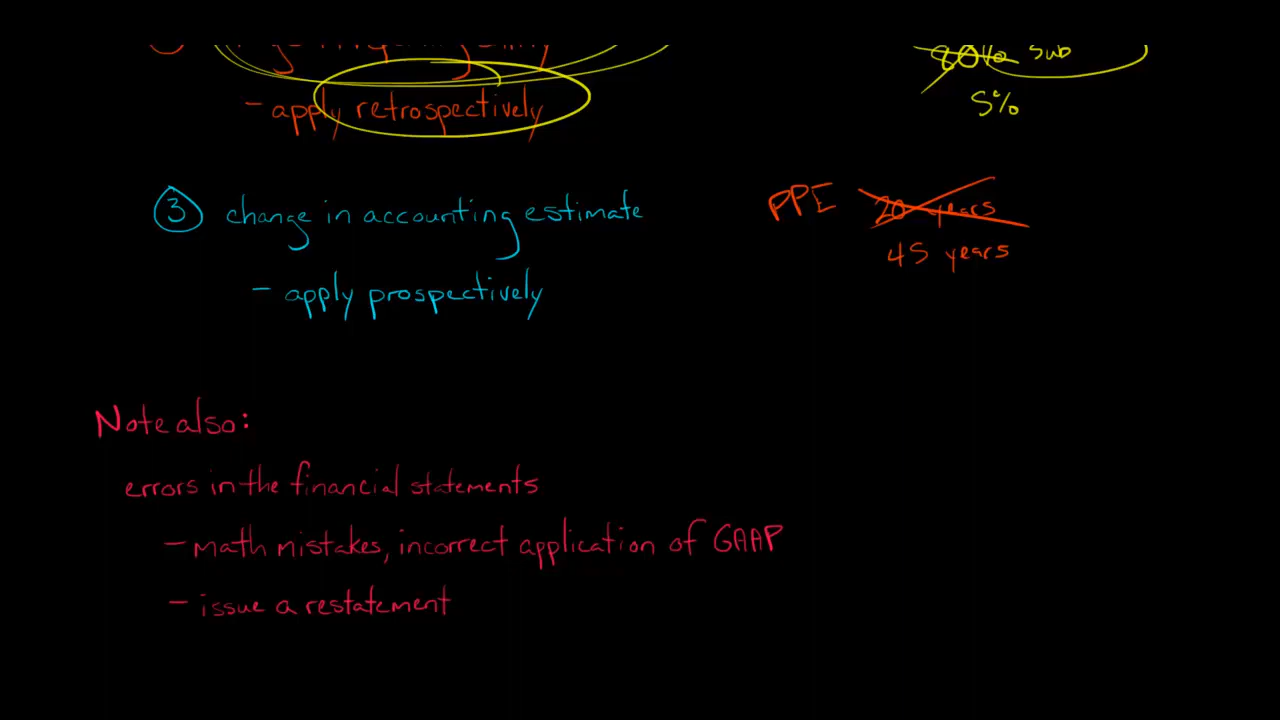 80% sub
- apply retrospectively
5%
3 change in accounting estimate
PPE 20 years
45 years
- apply prospectively
Note also:
errors in the financial statements
- math mistakes, incorrect application of GAAP
- issue a restatement